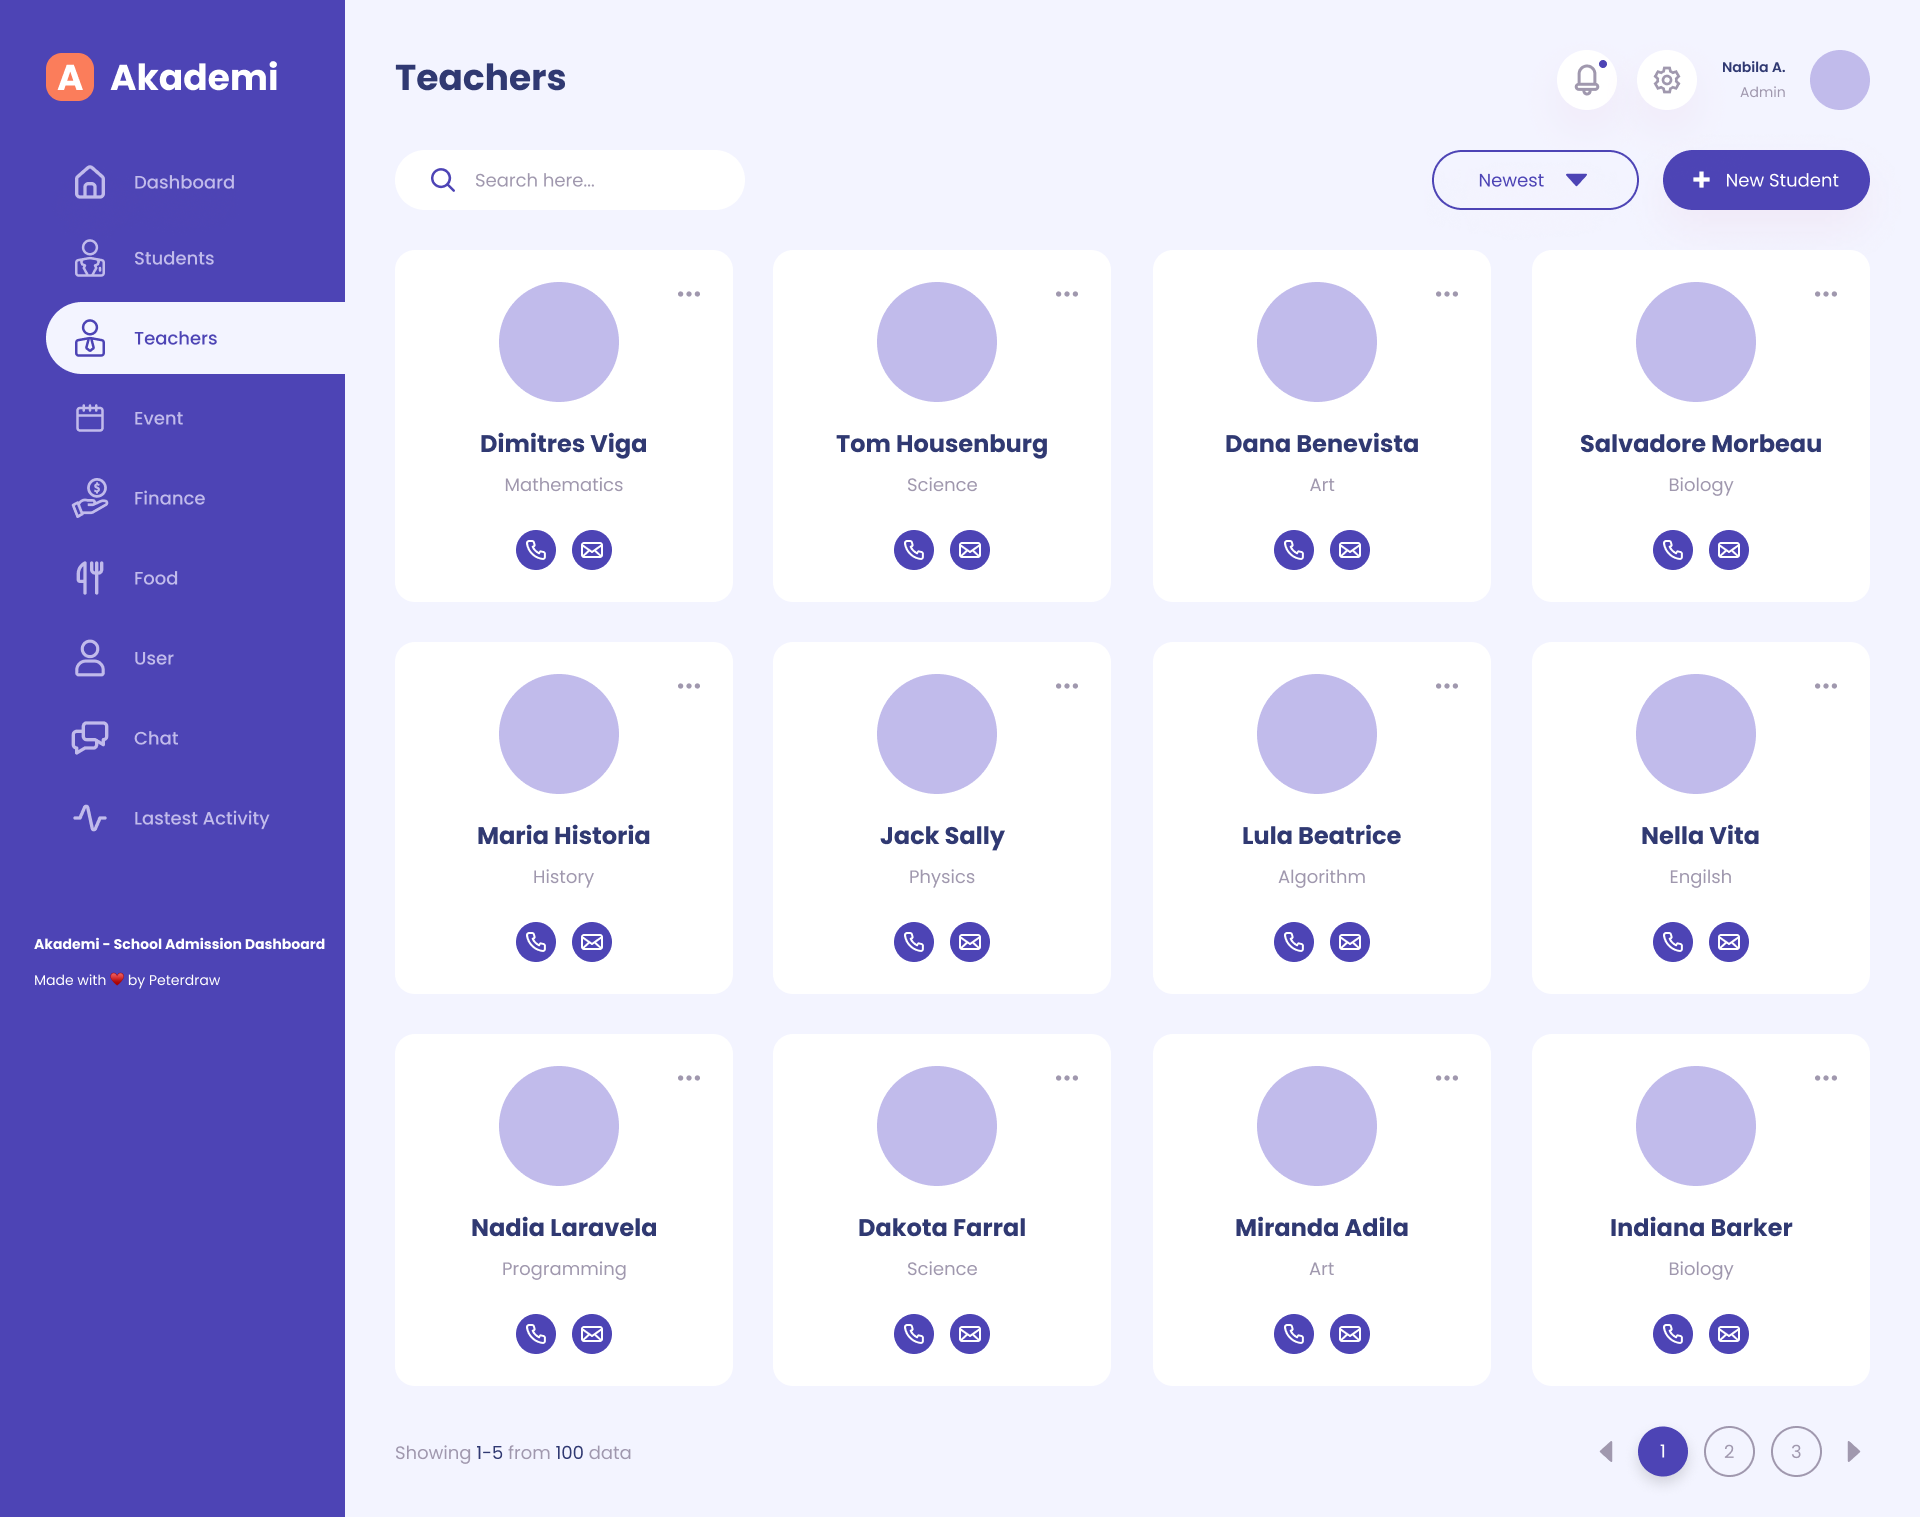 A Akademi
Dashboard
Students
Teachers
Event
Finance
Food
User
Chat
Lastest Activity
Akademi - School Admission Dashboard
Made with ❤️ by Peterdraw
Teachers
Nabila A.
Admin
Search here...
Newest
New Student
Dimitres Viga
Mathematics
Tom Housenburg
Science
Dana Benevista
Art
Salvadore Morbeau
Biology
Maria Historia
History
Jack Sally
Physics
Lula Beatrice
Algorithm
Nella Vita
Engilsh
Nadia Laravela
Programming
Dakota Farral
Science
Miranda Adila
Art
Indiana Barker
Biology
Showing 1-5 from 100 data
1 2 3